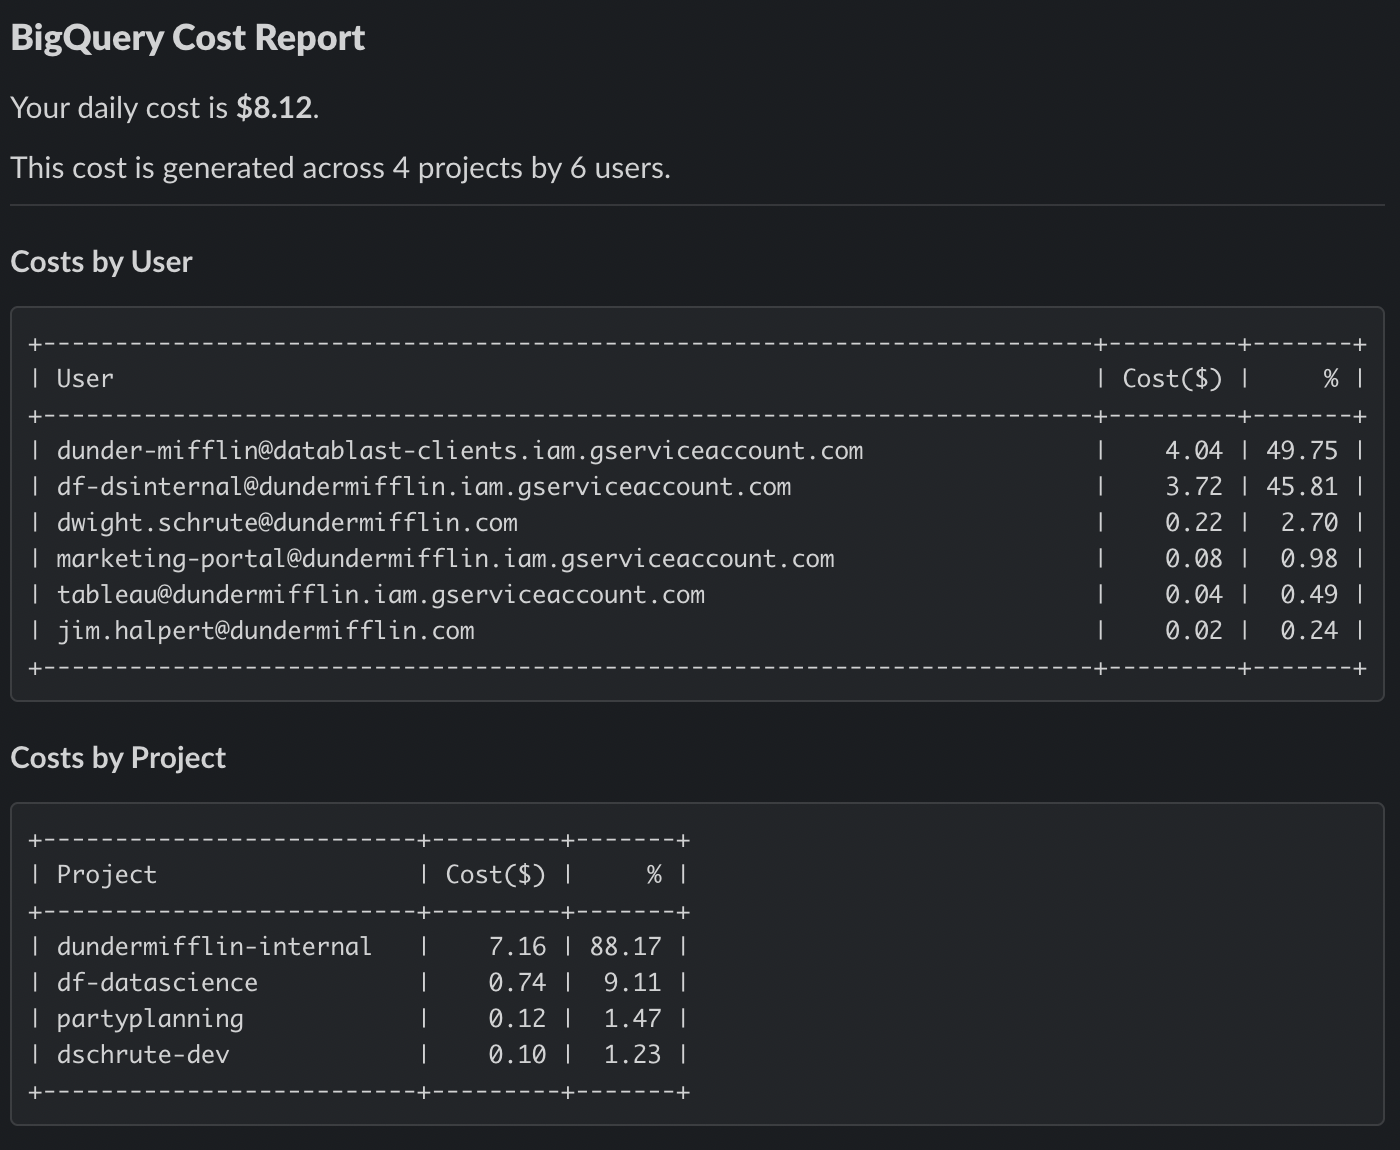 BigQuery Cost Report
Your daily cost is $8.12.
This cost is generated across 4 projects by 6 users.
Costs by User
+-------------------------------------------------------------------------+---------+-------+
| User                                                                    | Cost($) |     % |
+-------------------------------------------------------------------------+---------+-------+
| dunder-mifflin@datablast-clients.iam.gserviceaccount.com                |    4.04 | 49.75 |
| df-dsinternal@dundermifflin.iam.gserviceaccount.com                     |    3.72 | 45.81 |
| dwight.schrute@dundermifflin.com                                        |    0.22 |  2.70 |
| marketing-portal@dundermifflin.iam.gserviceaccount.com                  |    0.08 |  0.98 |
| tableau@dundermifflin.iam.gserviceaccount.com                           |    0.04 |  0.49 |
| jim.halpert@dundermifflin.com                                           |    0.02 |  0.24 |
+-------------------------------------------------------------------------+---------+-------+
Costs by Project
+--------------------------+---------+-------+
| Project                  | Cost($) |     % |
+--------------------------+---------+-------+
| dundermifflin-internal   |    7.16 | 88.17 |
| df-datascience           |    0.74 |  9.11 |
| partyplanning            |    0.12 |  1.47 |
| dschrute-dev             |    0.10 |  1.23 |
+--------------------------+---------+-------+